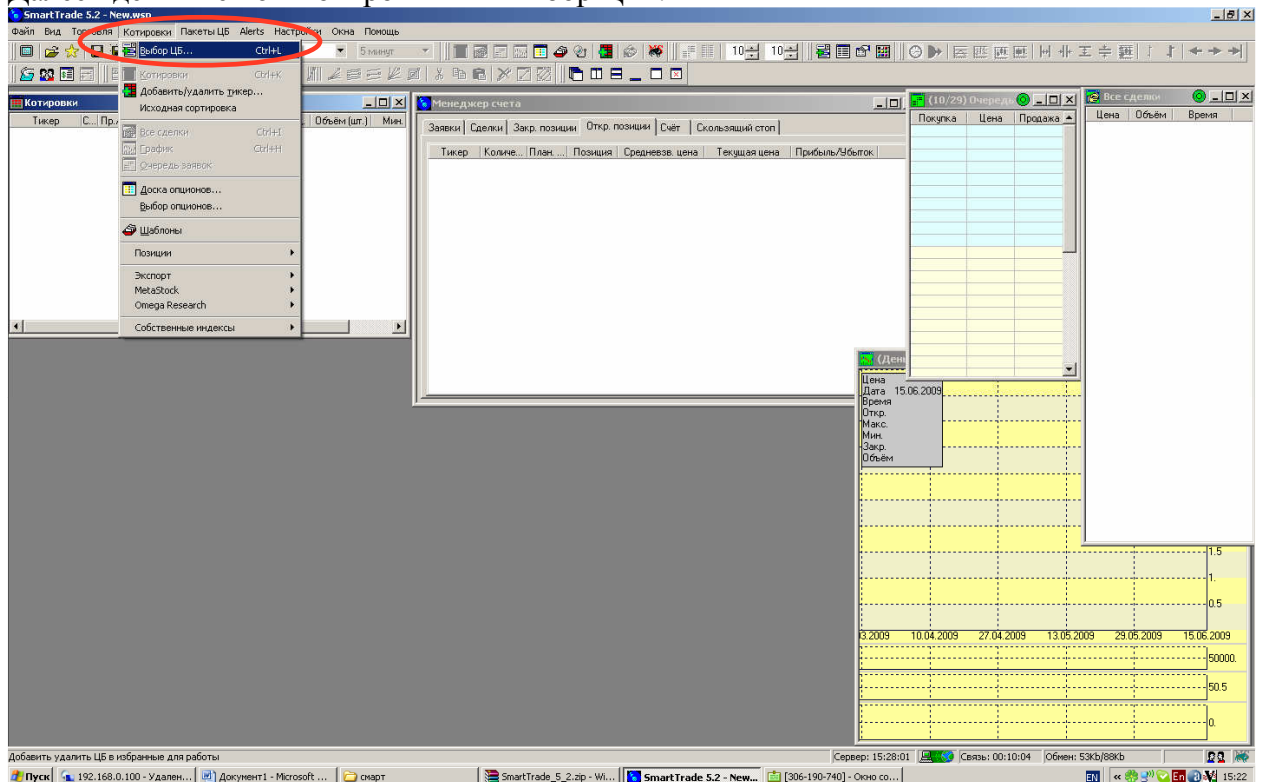 SmartTrade 5.2 - New.wsp
Файл Вид Торговля Котировки Пакеты ЦБ Alerts Настройки Окна Помощь
5 минут
10 10
Выбор ЦБ... Ctrl+L
Котировки Ctrl+K
Добавить/удалить тикер...
Исходная сортировка
Все сделки Ctrl+I
График Ctrl+H
Очередь заявок
Доска опционов...
Выбор опционов...
Шаблоны
Позиции
Экспорт
MetaStock
Omega Research
Собственные индексы
Котировки
Тикер С... Пр. Объём (шт.) Мин.
Менеджер счета
Заявки Сделки Закр. позиции Откр. позиции Счёт Скользящий стоп
Тикер Количе... План. ... Позиция Средневзв. цена Текущая цена Прибыль/Убыток
(10/29) Очередь
Покупка Цена Продажа
Все сделки
Цена Объём Время
(День
Цена
Дата 15.06.2009
Время
Откр.
Макс.
Мин.
Закр.
Объём
1.5
1.
0.5
03.2009 10.04.2009 27.04.2009 13.05.2009 29.05.2009 15.06.2009
50000.
50.5
0.
Добавить удалить ЦБ в избранные для работы
Сервер: 15:28:01 Связь: 00:10:04 Обмен: 53Kb/88Kb
Пуск 192.168.0.100 - Удален... Документ1 - Microsoft ... смарт SmartTrade_5_2.zip - Wi... SmartTrade 5.2 - New... [306-190-740] - Окно со... EN En 15:22